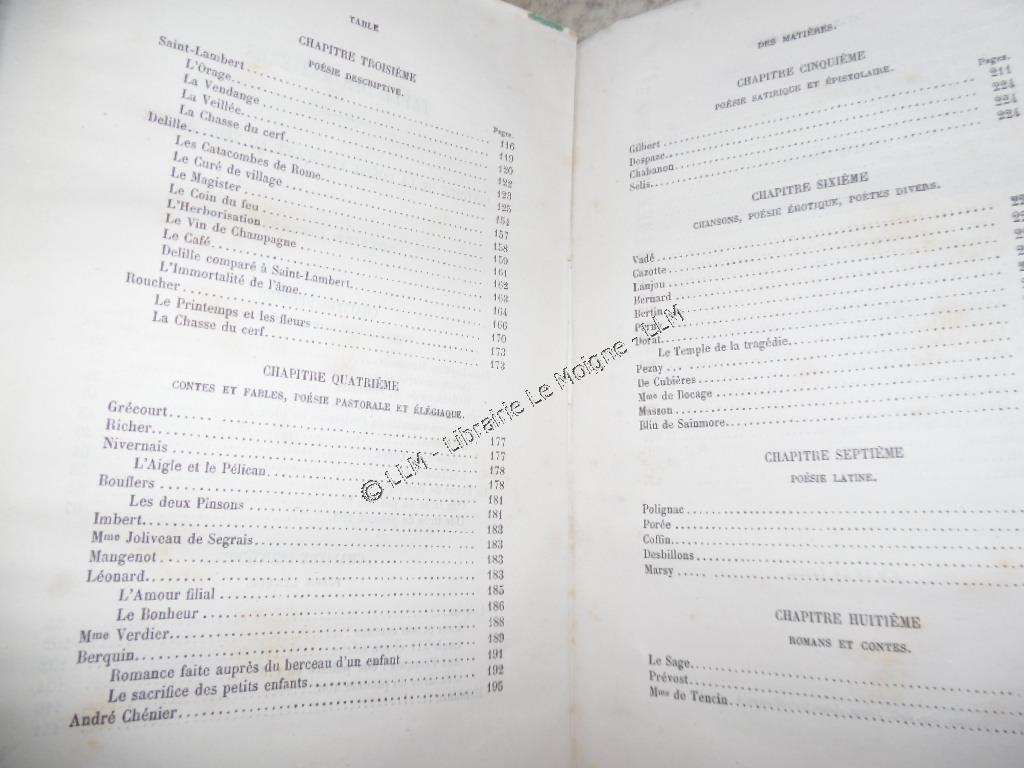 TABLE
CHAPITRE TROISIÈME
POÉSIE DESCRIPTIVE.
Pages.
Saint-Lambert 116
L'Orage 119
La Vendange 120
La Veillée 122
La Chasse du cerf 123
Delille 125
Les Catacombes de Rome 154
Le Curé de village 157
Le Magister 158
Le Coin du feu 159
L'Herborisation 161
Le Vin de Champagne 162
Le Café 163
Delille comparé à Saint-Lambert 164
L'Immortalité de l'âme 166
Roucher 170
Le Printemps et les fleurs 173
La Chasse du cerf 173
CHAPITRE QUATRIÈME
CONTES ET FABLES, POÉSIE PASTORALE ET ÉLÉGIAQUE.
Grécourt 177
Richer 177
Nivernais 178
L'Aigle et le Pélican 178
Bouflers 181
Les deux Pinsons 181
Imbert 183
Mme Joliveau de Segrais 183
Mangenot 183
Léonard 183
L'Amour filial 185
Le Bonheur 186
Mme Verdier 188
Berquin 189
Romance faite auprès du berceau d'un enfant 191
Le sacrifice des petits enfants 192
André Chénier 195
DES MATIÈRES.
CHAPITRE CINQUIÈME
POÉSIE SATIRIQUE ET ÉPISTOLAIRE.
Pages.
Gilbert 211
Despaze 224
Chabanon 224
Selis
CHAPITRE SIXIÈME
CHANSONS, POÉSIE ÉROTIQUE, POÈTES DIVERS.
Vadé
Cazotte
Lanjou
Bernard
Bertin
Dorat
Le Temple de la tragédie
Pezay
De Cubières
Mme de Bocage
Masson
Blin de Sainmore
CHAPITRE SEPTIÈME
POÉSIE LATINE.
Polignac
Porée
Coffin
Desbillons
Marsy
CHAPITRE HUITIÈME
ROMANS ET CONTES.
Le Sage
Prévost
Mme de Tencin
© LLM - Librairie Le Moigne - LLM